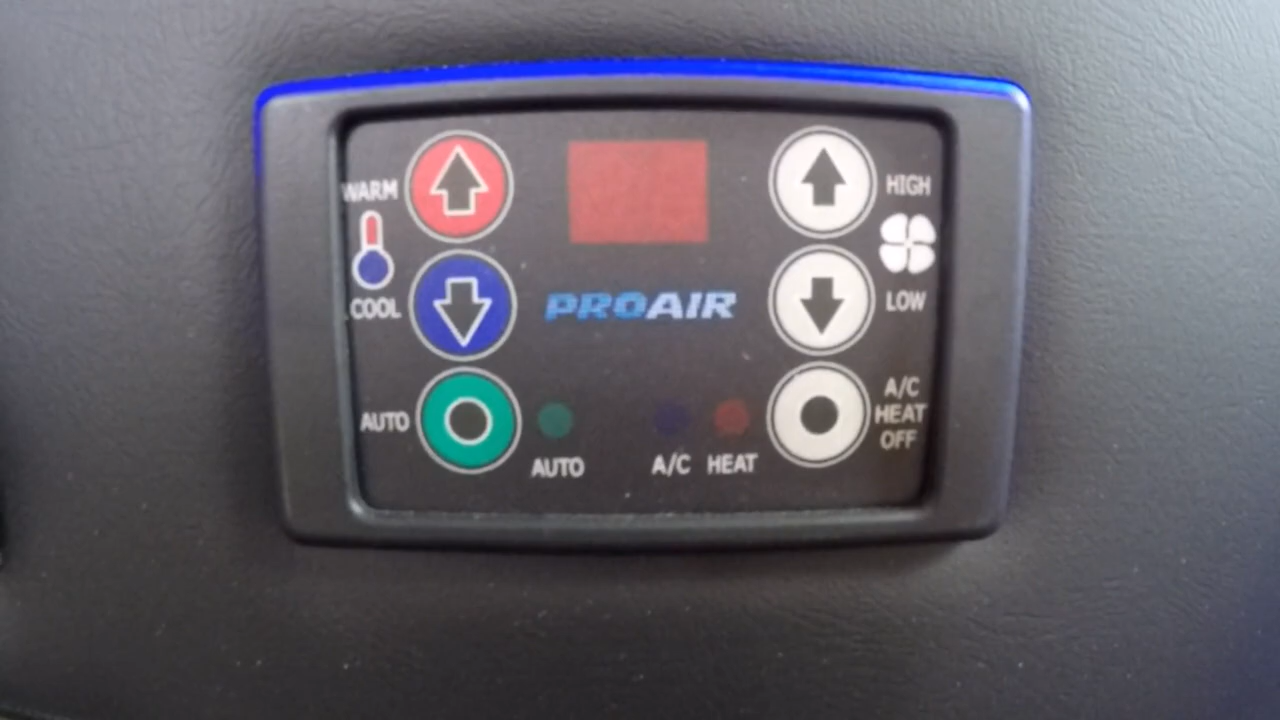 WARM
HIGH
COOL
PROAIR
LOW
AUTO
A/C
HEAT
OFF
AUTO
A/C HEAT